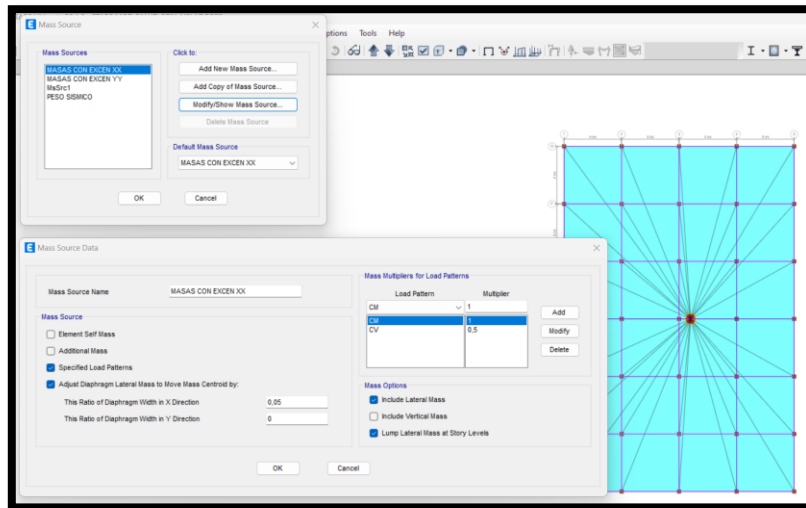 Mass Source
ptions Tools Help
Mass Sources
MASAS CON EXCEN XX
MASAS CON EXCEN YY
MsSrc1
PESO SISMICO
Click to:
Add New Mass Source...
Add Copy of Mass Source...
Modify/Show Mass Source...
Delete Mass Source
Default Mass Source
MASAS CON EXCEN XX
OK Cancel
Mass Source Data
Mass Source Name MASAS CON EXCEN XX
Mass Source
Element Self Mass
Additional Mass
Specified Load Patterns
Adjust Diaphragm Lateral Mass to Move Mass Centroid by:
This Ratio of Diaphragm Width in X Direction 0,05
This Ratio of Diaphragm Width in Y Direction 0
Mass Multipliers for Load Patterns
Load Pattern Multiplier
CM 1
CM 1
CV 0,5
Add
Modify
Delete
Mass Options
Include Lateral Mass
Include Vertical Mass
Lump Lateral Mass at Story Levels
OK Cancel